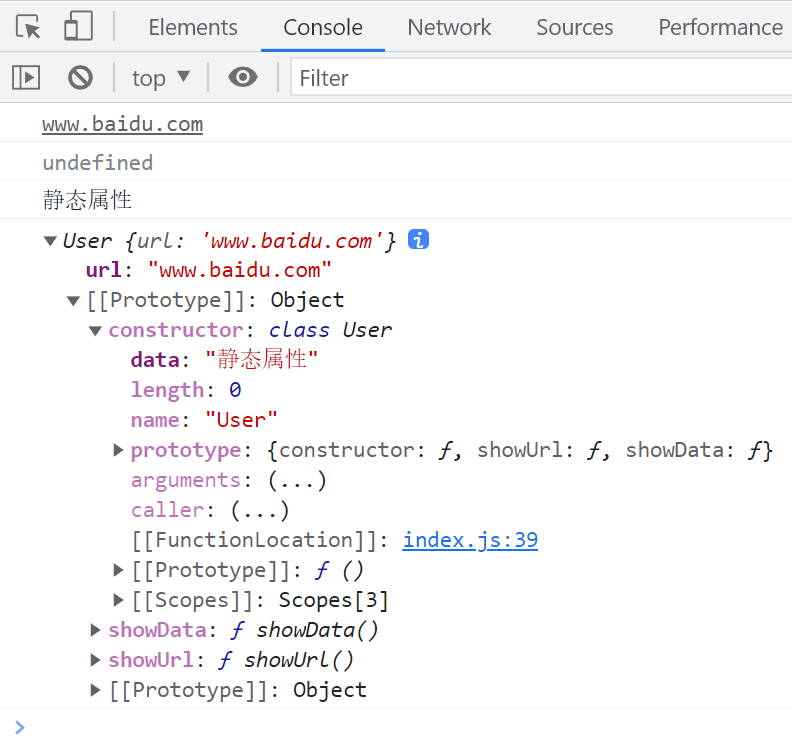 Elements Console Network Sources Performance
top Filter
www.baidu.com
undefined
静态属性
User {url: 'www.baidu.com'} i
url: "www.baidu.com"
[[Prototype]]: Object
constructor: class User
data: "静态属性"
length: 0
name: "User"
prototype: {constructor: ƒ, showUrl: ƒ, showData: ƒ}
arguments: (...)
caller: (...)
[[FunctionLocation]]: index.js:39
[[Prototype]]: ƒ ()
[[Scopes]]: Scopes[3]
showData: ƒ showData()
showUrl: ƒ showUrl()
[[Prototype]]: Object